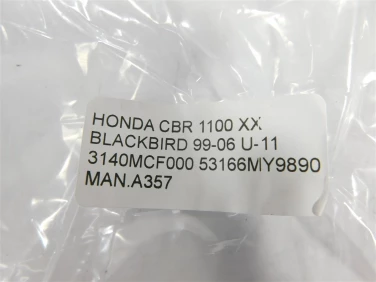 HONDA CBR 1100 XX
BLACKBIRD 99-06 U-11
3140MCF000 53166MY9890
MAN.A357